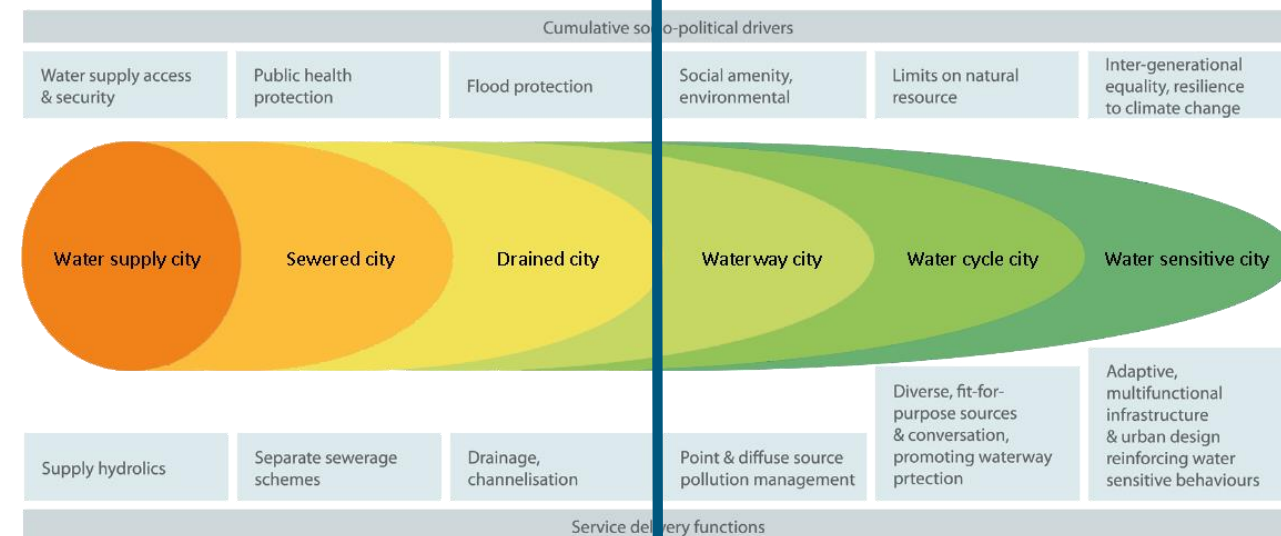 Cumulative socio-political drivers
Water supply access
& security
Public health
protection
Flood protection
Social amenity,
environmental
Limits on natural
resource
Inter-generational
equality, resilience
to climate change
Water supply city
Sewered city
Drained city
Waterway city
Water cycle city
Water sensitive city
Supply hydrolics
Separate sewerage
schemes
Drainage,
channelisation
Point & diffuse source
pollution management
Diverse, fit-for-
purpose sources
& conversation,
promoting waterway
prtection
Adaptive,
multifunctional
infrastructure
& urban design
reinforcing water
sensitive behaviours
Service delivery functions